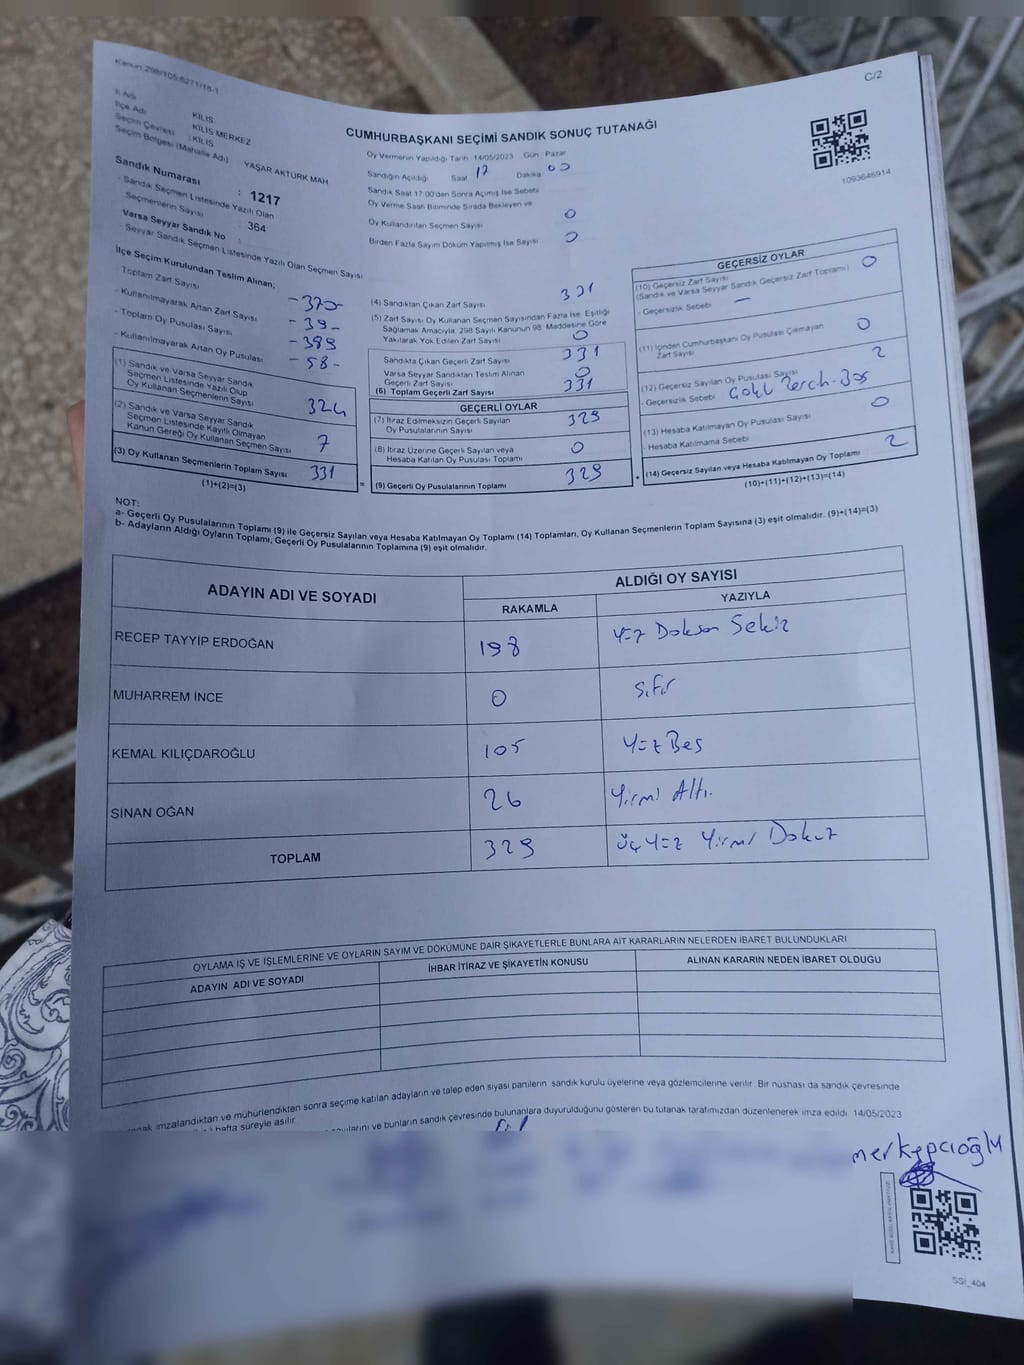 Kanun:298/105,6271/18-1
C/2
İl Adı : KİLİS
İlçe Adı : KİLİS MERKEZ
Seçim Çevresi : KİLİS
Seçim Bölgesi (Mahalle Adı) YAŞAR AKTÜRK MAH
CUMHURBAŞKANI SEÇİMİ SANDIK SONUÇ TUTANAĞI
Oy Vermenin Yapıldığı Tarih : 14/05/2023 Gün : Pazar
1093646914
Sandık Numarası : 1217
- Sandık Seçmen Listesinde Yazılı Olan Seçmenlerin Sayısı : 364
Varsa Seyyar Sandık No :
- Seyyar Sandık Seçmen Listesinde Yazılı Olan Seçmen Sayısı
Sandığın Açıldığı Saat 17 Dakika 00
Sandık Saat 17:00'den Sonra Açımış İse Sebebi
Oy Verme Saati Bitiminde Sırada Bekleyen ve
Oy Kullandırılan Seçmen Sayısı 0
Birden Fazla Sayım Döküm Yapılmış İse Sayısı 0
İlçe Seçim Kurulundan Teslim Alınan;
- Toplam Zarf Sayısı - 370 -
- Kullanılmayarak Artan Zarf Sayısı - 39 -
- Toplam Oy Pusulası Sayısı - 389
- Kullanılmayarak Artan Oy Pusulası - 58 -
(1) Sandık ve Varsa Seyyar Sandık
Seçmen Listesinde Yazılı Olup
Oy Kullanan Seçmenlerin Sayısı 324
(2) Sandık ve Varsa Seyyar Sandık
Seçmen Listesinde Kayıtlı Olmayan
Kanun Gereği Oy Kullanan Seçmen Sayısı 7
(3) Oy Kullanan Seçmenlerin Toplam Sayısı 331
(1)+(2)=(3)
(4) Sandıktan Çıkan Zarf Sayısı 331
(5) Zarf Sayısı Oy Kullanan Seçmen Sayısından Fazla İse, Eşitliği
Sağlamak Amacıyla, 298 Sayılı Kanunun 98. Maddesine Göre
Yakılarak Yok Edilen Zarf Sayısı 0
Sandıkta Çıkan Geçerli Zarf Sayısı 331
Varsa Seyyar Sandıktan Teslim Alınan
Geçerli Zarf Sayısı 0
(6) Toplam Geçerli Zarf Sayısı 331
GEÇERLİ OYLAR
(7) İtiraz Edilmeksizin Geçerli Sayılan
Oy Pusulalarının Sayısı 329
(8) İtiraz Üzerine Geçerli Sayılan veya
Hesaba Katılan Oy Pusulası Toplamı 0
(9) Geçerli Oy Pusulalarının Toplamı 329
GEÇERSİZ OYLAR
(10) Geçersiz Zarf Sayısı 0
(Sandık ve Varsa Seyyar Sandık Geçersiz Zarf Toplamı)
- Geçersizlik Sebebi —
(11) İçinden Cumhurbaşkanı Oy Pusulası Çıkmayan
Zarf Sayısı 0
(12) Geçersiz Sayılan Oy Pusulası Sayısı 2
- Geçersizlik Sebebi
(13) Hesaba Katılmayan Oy Pusulası Sayısı 0
- Hesaba Katılmama Sebebi
(14) Geçersiz Sayılan veya Hesaba Katılmayan Oy Toplamı 2
(10)+(11)+(12)+(13)=(14)
NOT:
a- Geçerli Oy Pusulalarının Toplamı (9) ile Geçersiz Sayılan veya Hesaba Katılmayan Oy Toplamı (14) Toplamları, Oy Kullanan Seçmenlerin Toplam Sayısına (3) eşit olmalıdır. (9)+(14)=(3)
b- Adayların Aldığı Oyların Toplamı, Geçerli Oy Pusulalarının Toplamına (9) eşit olmalıdır.
ADAYIN ADI VE SOYADI ALDIĞI OY SAYISI
RAKAMLA YAZIYLA
RECEP TAYYİP ERDOĞAN 198 Yüz Doksan Sekiz
MUHARREM İNCE 0 Sıfır
KEMAL KILIÇDAROĞLU 105 Yüz Beş
SİNAN OĞAN 26 Yirmi Altı.
TOPLAM 329 Üç Yüz Yirmi Dokuz
OYLAMA İŞ VE İŞLEMLERİNE VE OYLARIN SAYIM VE DÖKÜMÜNE DAİR ŞİKAYETLERLE BUNLARA AİT KARARLARIN NELERDEN İBARET BULUNDUKLARI
ADAYIN ADI VE SOYADI İHBAR İTİRAZ VE ŞİKAYETİN KONUSU ALINAN KARARIN NEDEN İBARET OLDUĞU
imzalandıktan ve mühürlendikten sonra seçime katılan adayların ve talep eden siyasi partilerin sandık kurulu üyelerine veya gözlemcilerine verilir. Bir nüshası da sandık çevresinde
hafta süreyle asılır.
ve bunların sandık çevresinde bulunanlara duyurulduğunu gösteren bu tutanak tarafımızdan düzenlenerek imza edildi. 14/05/2023
SSI_404